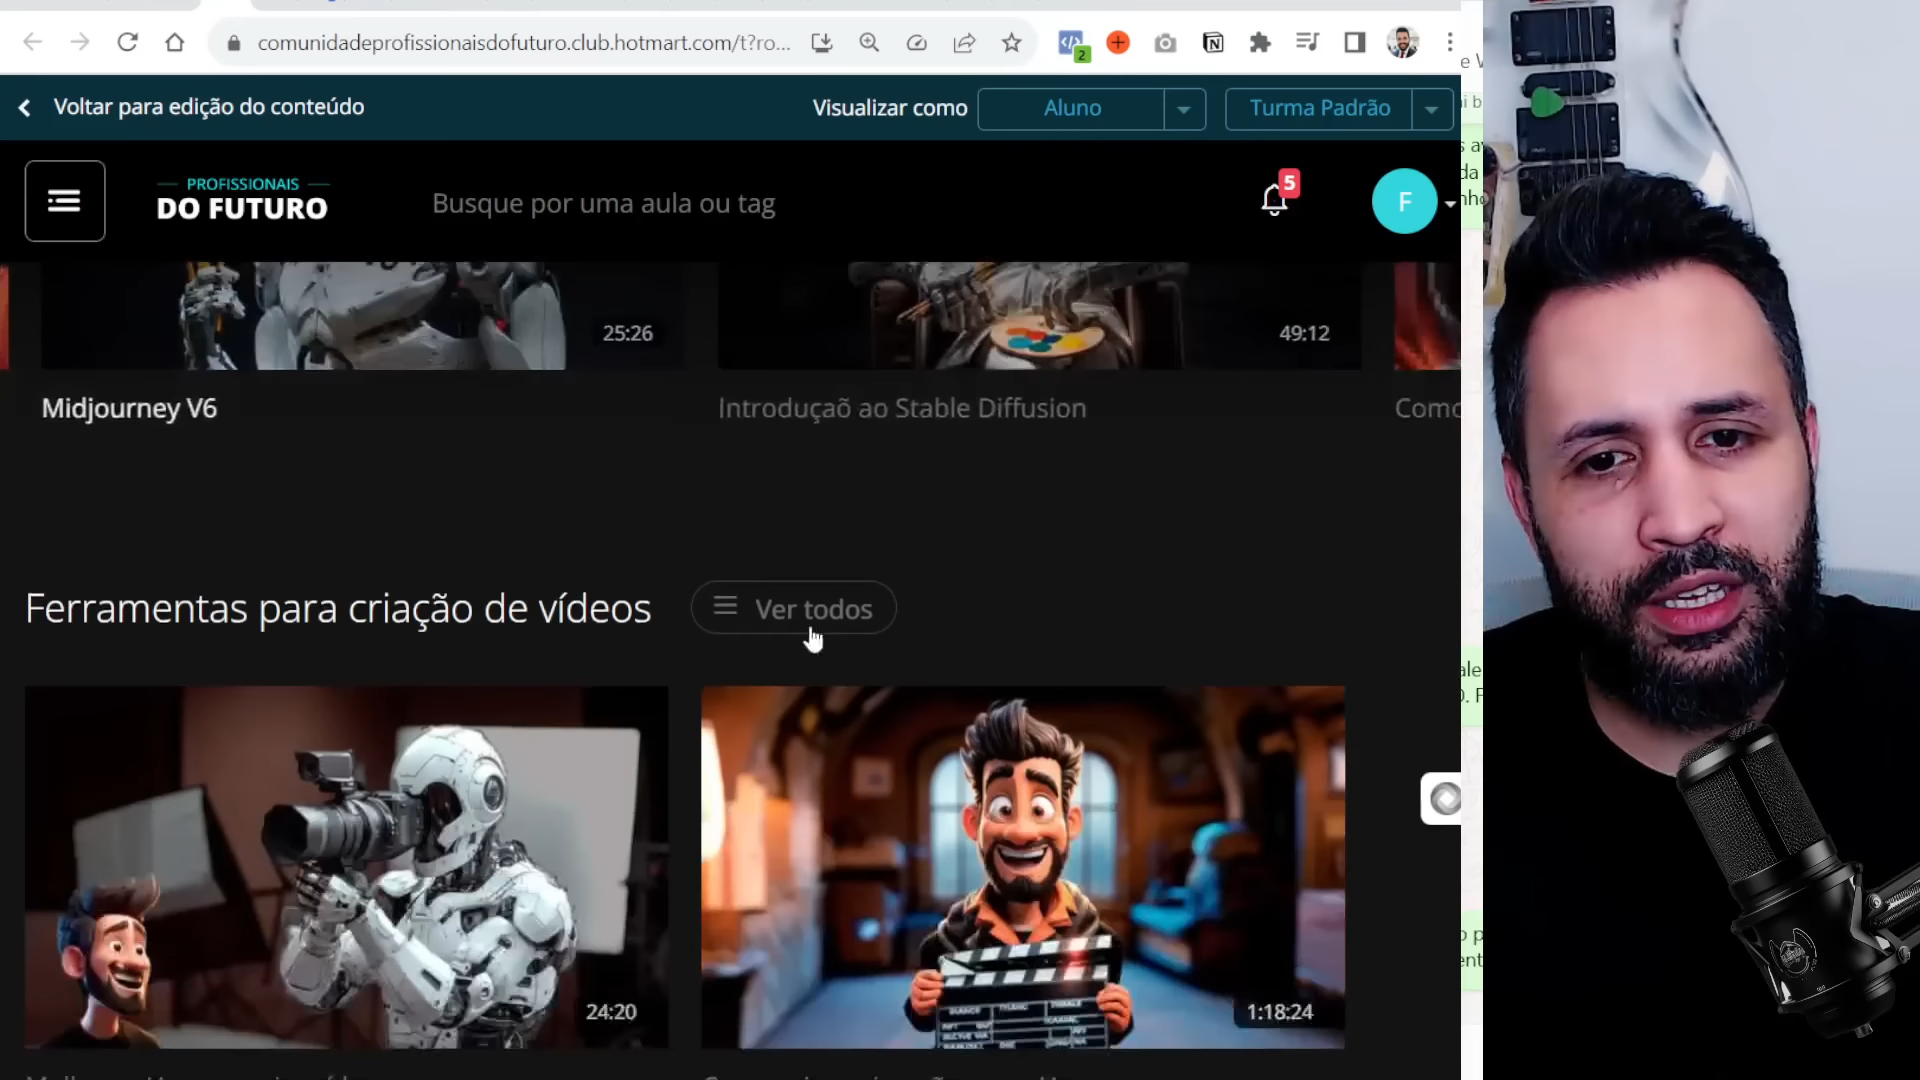 comunidadeprofissionaisdofuturo.club.hotmart.com/t?ro...
2
Voltar para edição do conteúdo
Visualizar como
Aluno
Turma Padrão
PROFISSIONAIS
DO FUTURO
Busque por uma aula ou tag
5
F
25:26
49:12
Midjourney V6
Introduçaõ ao Stable Diffusion
Como
Ferramentas para criação de vídeos
Ver todos
24:20
1:18:24